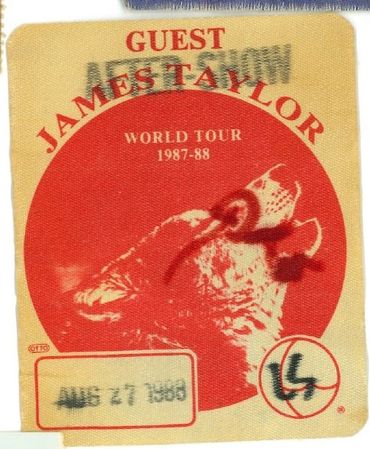 GUEST
AFTER-SHOW
JAMES TAYLOR
WORLD TOUR
1987-88
OTTO
AUG 27 1988
®